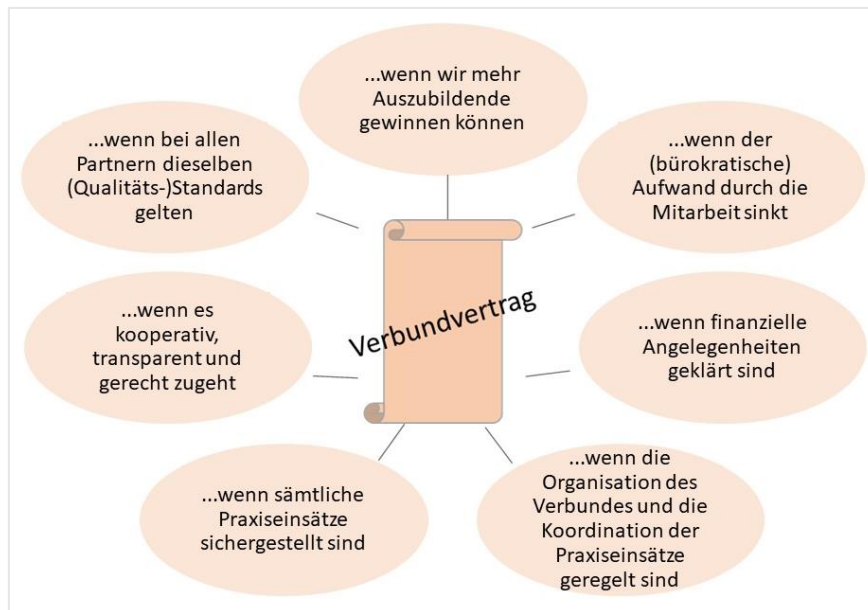 ...wenn wir mehr
Auszubildende
gewinnen können
...wenn bei allen
Partnern dieselben
(Qualitäts-)Standards
gelten
...wenn der
(bürokratische)
Aufwand durch die
Mitarbeit sinkt
Verbundvertrag
...wenn es
kooperativ,
transparent und
gerecht zugeht
...wenn finanzielle
Angelegenheiten
geklärt sind
...wenn sämtliche
Praxiseinsätze
sichergestellt sind
...wenn die
Organisation des
Verbundes und die
Koordination der
Praxiseinsätze
geregelt sind